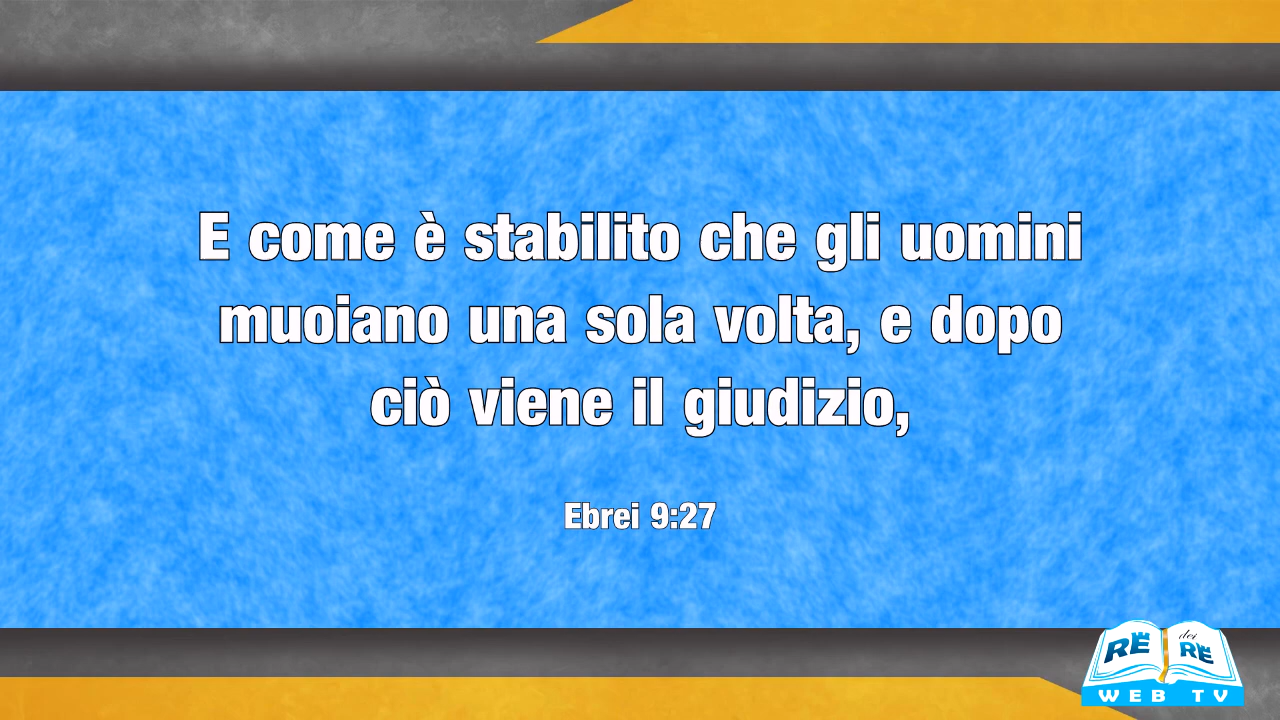 E come è stabilito che gli uomini
muoiano una sola volta, e dopo
ciò viene il giudizio,
Ebrei 9:27
RE dei RE
WEB TV